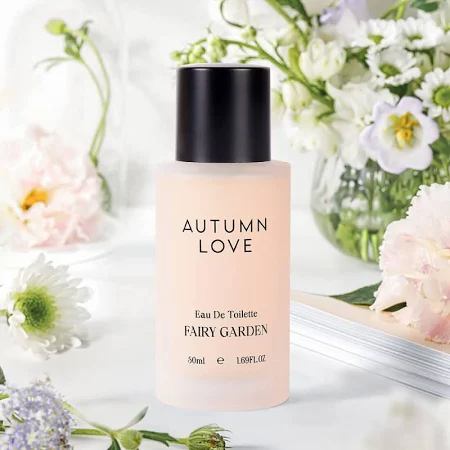 AUTUMN
LOVE
Eau De Toilette
FAIRY GARDEN
50ml e 1.69FL.OZ